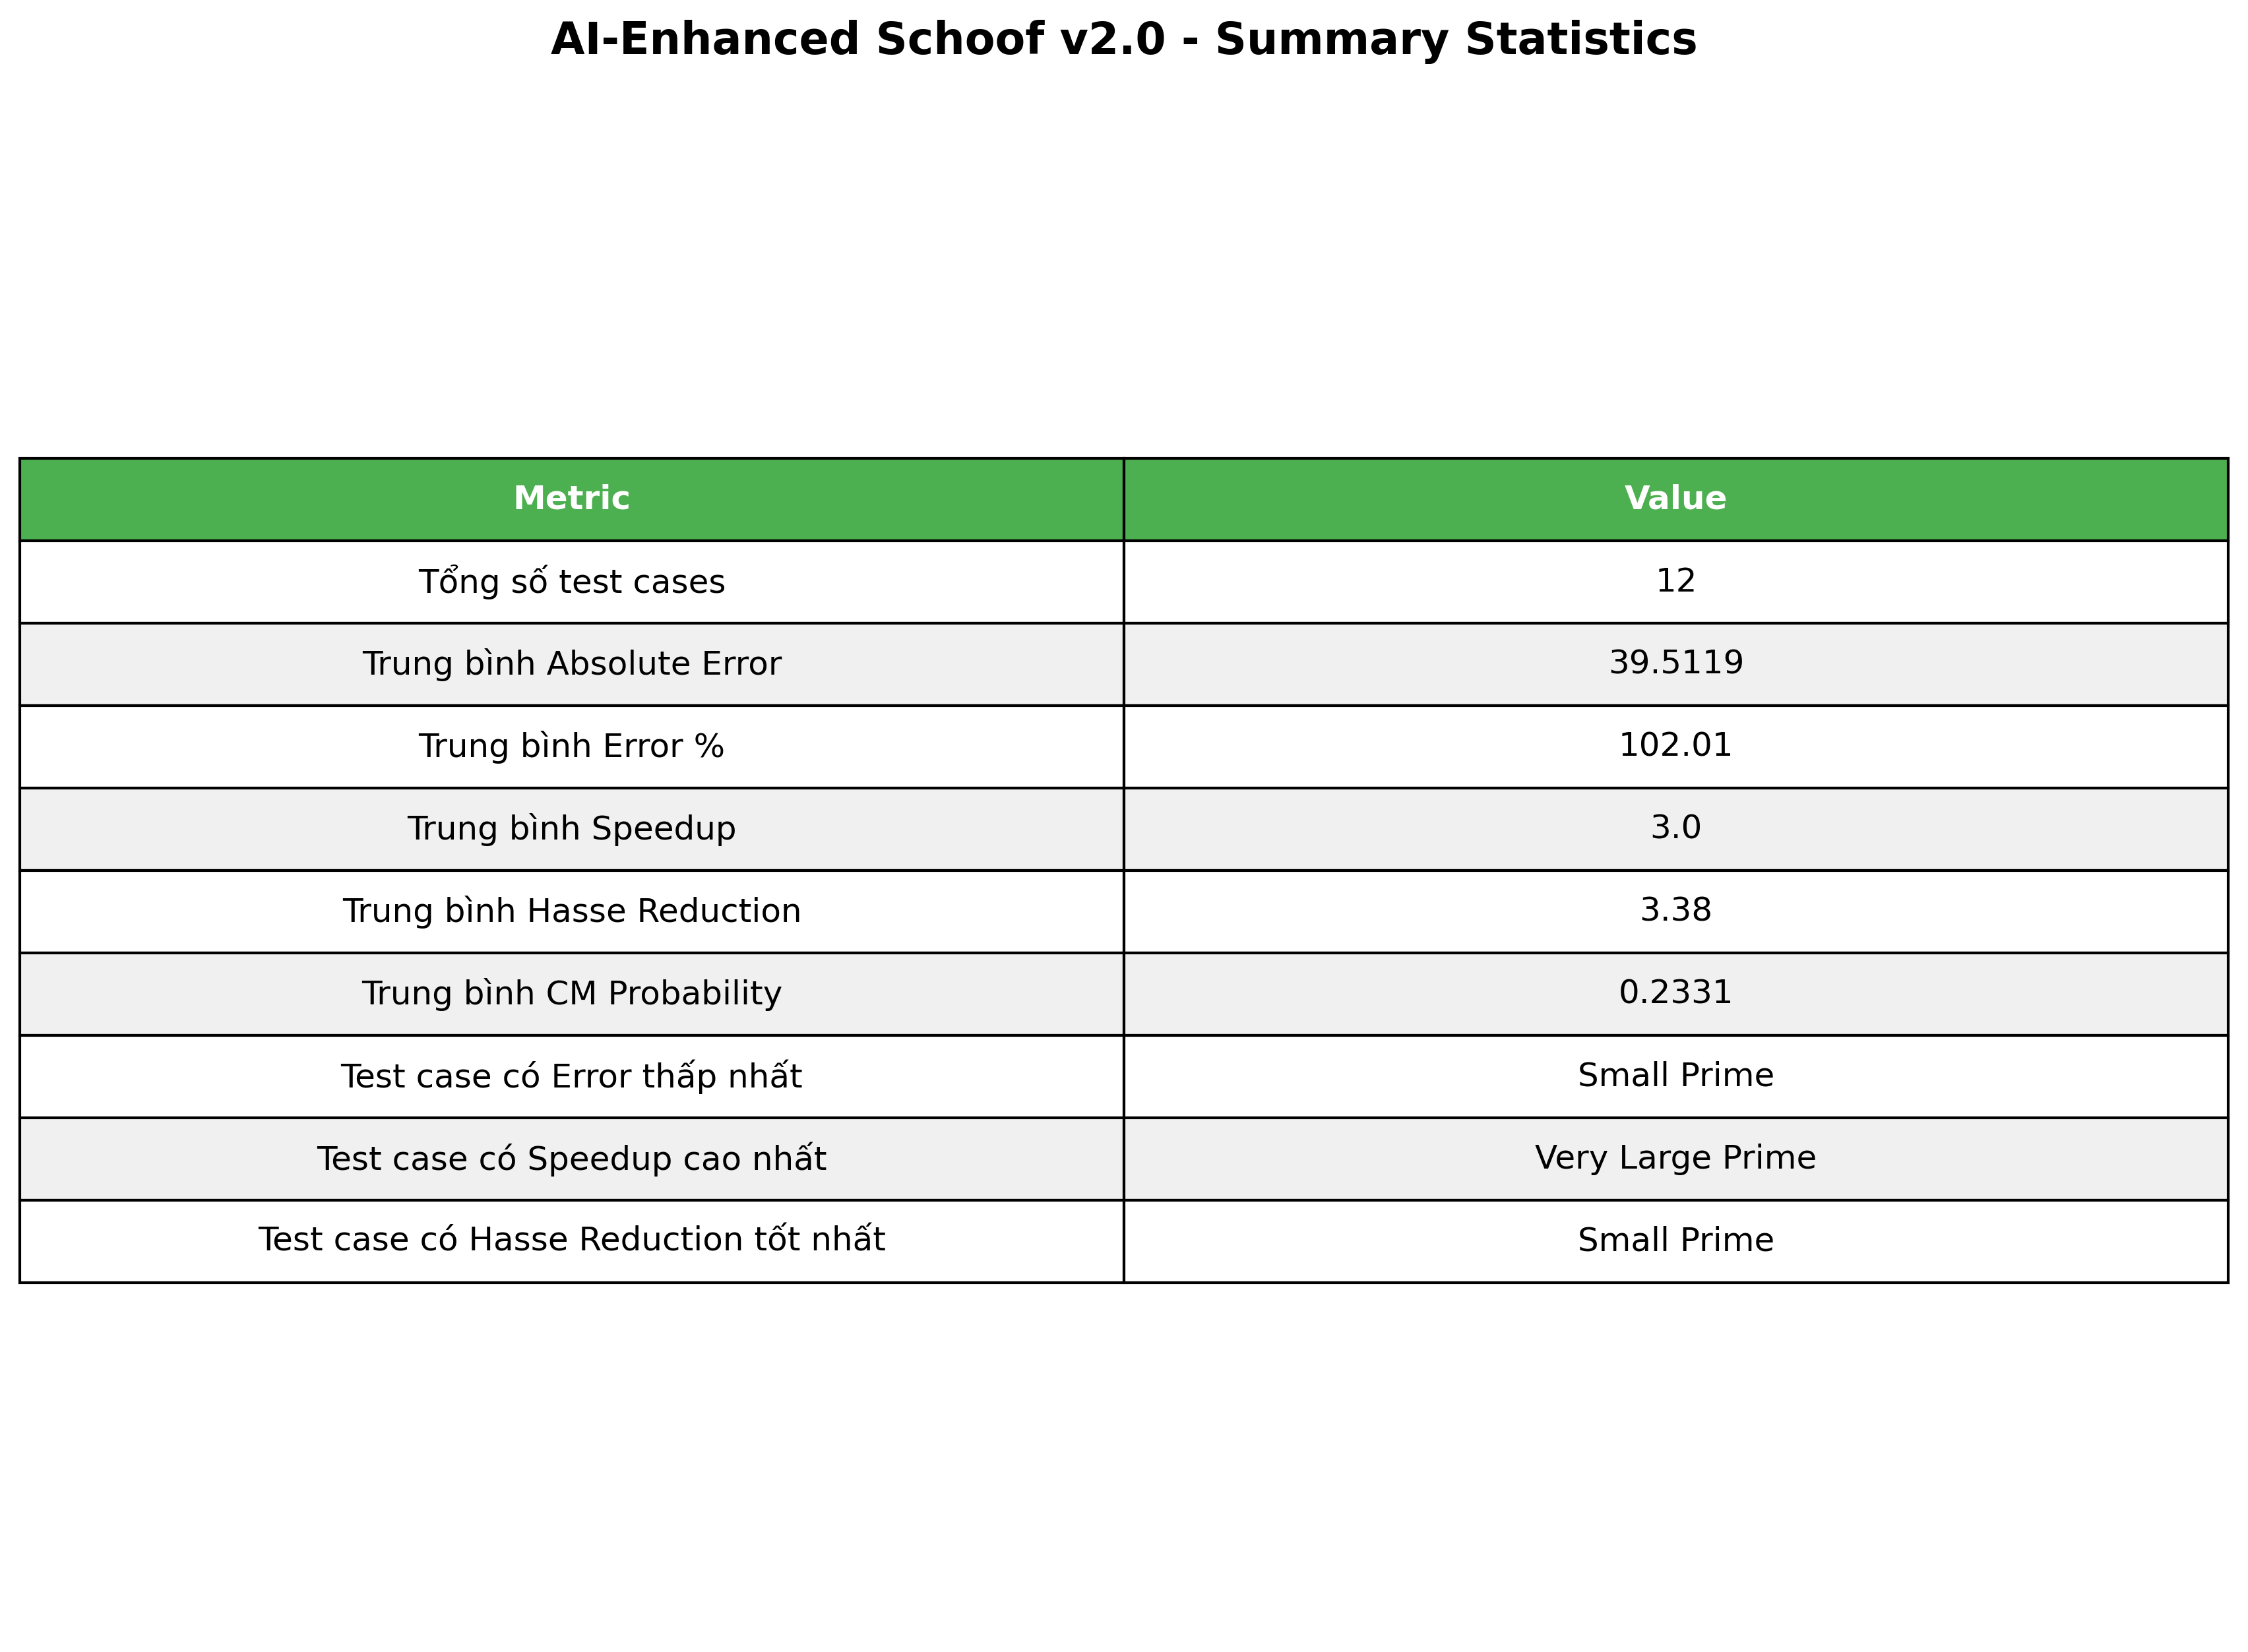 AI-Enhanced Schoof v2.0 - Summary Statistics
Metric Value
Tổng số test cases 12
Trung bình Absolute Error 39.5119
Trung bình Error % 102.01
Trung bình Speedup 3.0
Trung bình Hasse Reduction 3.38
Trung bình CM Probability 0.2331
Test case có Error thấp nhất Small Prime
Test case có Speedup cao nhất Very Large Prime
Test case có Hasse Reduction tốt nhất Small Prime